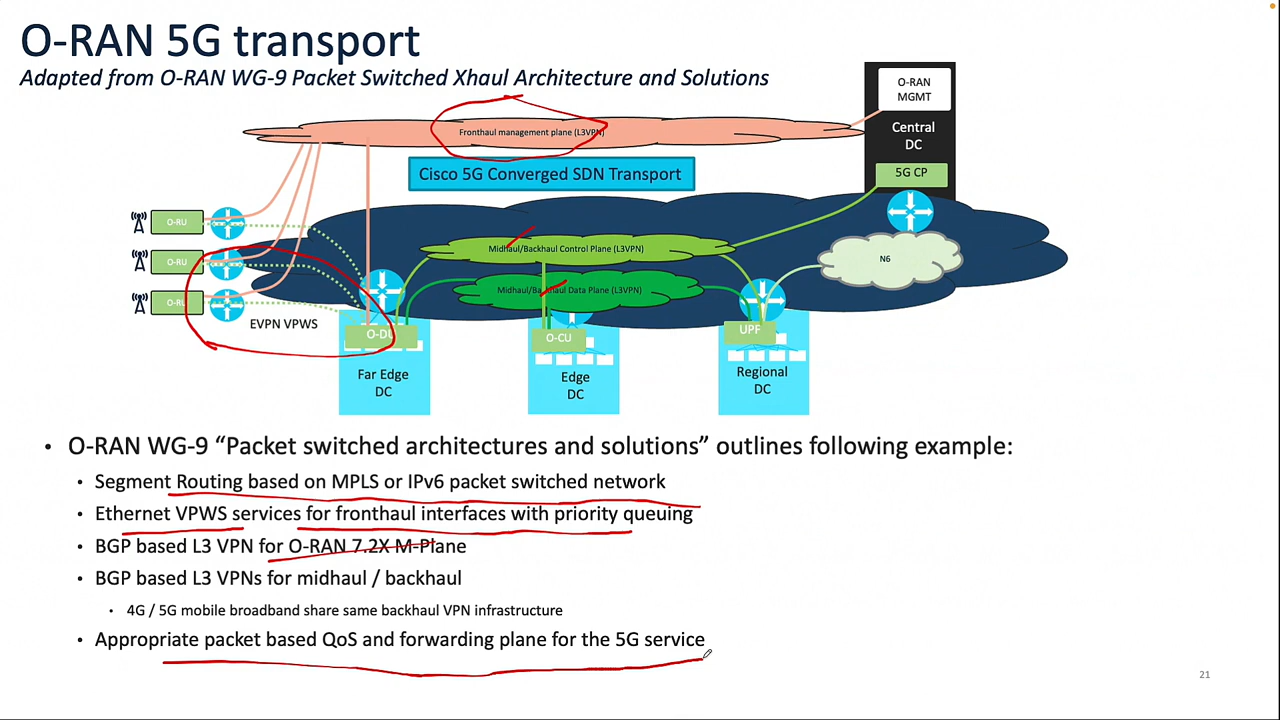 O-RAN 5G transport
Adapted from O-RAN WG-9 Packet Switched Xhaul Architecture and Solutions
O-RAN
MGMT
Central
DC
5G CP
Fronthaul management plane (L3VPN)
Cisco 5G Converged SDN Transport
O-RU
O-RU
O-RU
Midhaul/Backhaul Control Plane (L3VPN)
Midhaul/Backhaul Data Plane (L3VPN)
N6
EVPN VPWS
O-DU
O-CU
UPF
Far Edge
DC
Edge
DC
Regional
DC
• O-RAN WG-9 “Packet switched architectures and solutions” outlines following example:
• Segment Routing based on MPLS or IPv6 packet switched network
• Ethernet VPWS services for fronthaul interfaces with priority queuing
• BGP based L3 VPN for O-RAN 7.2X M-Plane
• BGP based L3 VPNs for midhaul / backhaul
• 4G / 5G mobile broadband share same backhaul VPN infrastructure
• Appropriate packet based QoS and forwarding plane for the 5G service
21